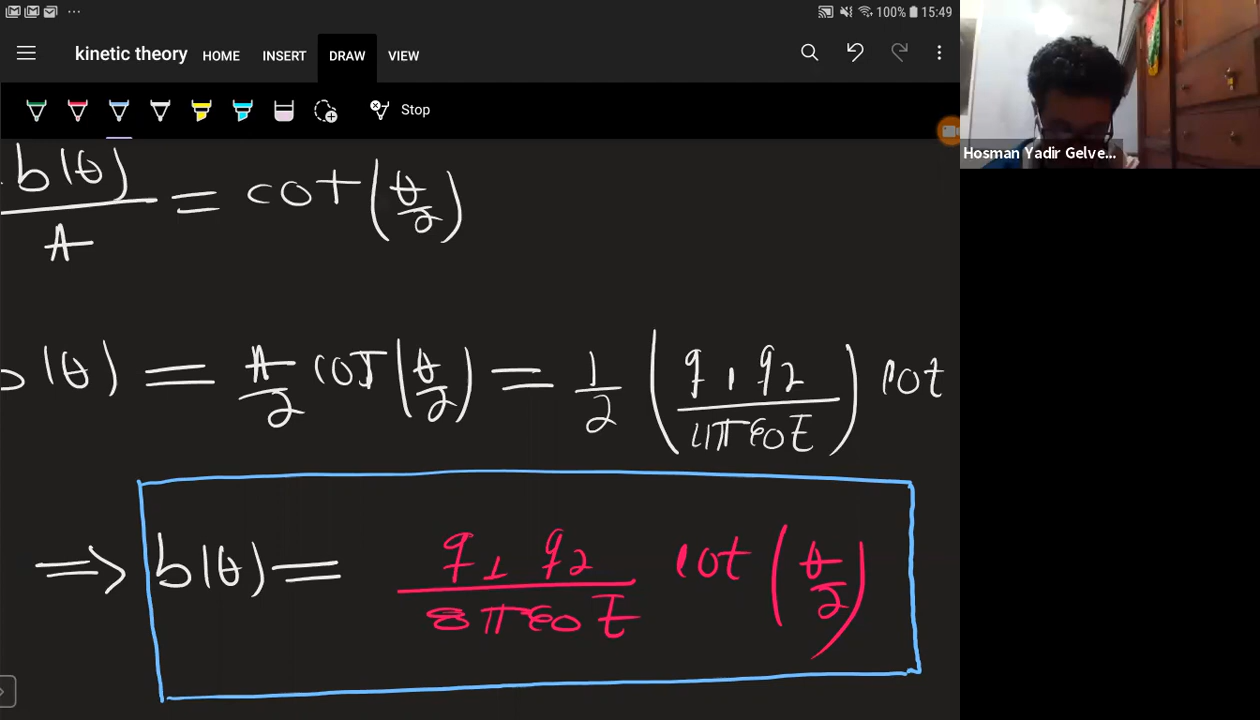 100% 15:49
kinetic theory HOME INSERT DRAW VIEW
Stop
Hosman Yadir Gelve...
b(θ)/A = cot(θ/2)
b(θ) = A/2 cot(θ/2) = 1/2 (q1 q2 / 4πε0E) cot
⇒ b(θ) = q1 q2 / 8πε0E cot(θ/2)